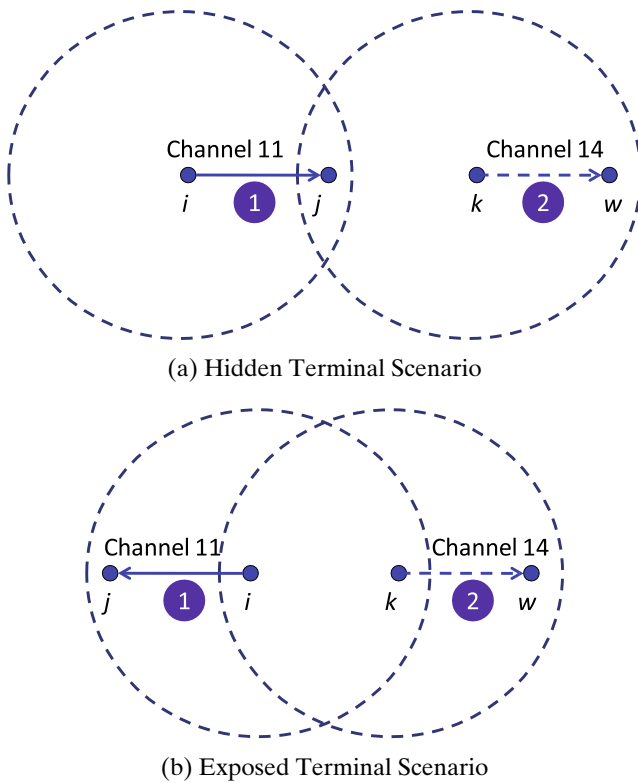 Channel 11 Channel 14
i 1 j k 2 w
(a) Hidden Terminal Scenario
Channel 11 Channel 14
j 1 i k 2 w
(b) Exposed Terminal Scenario